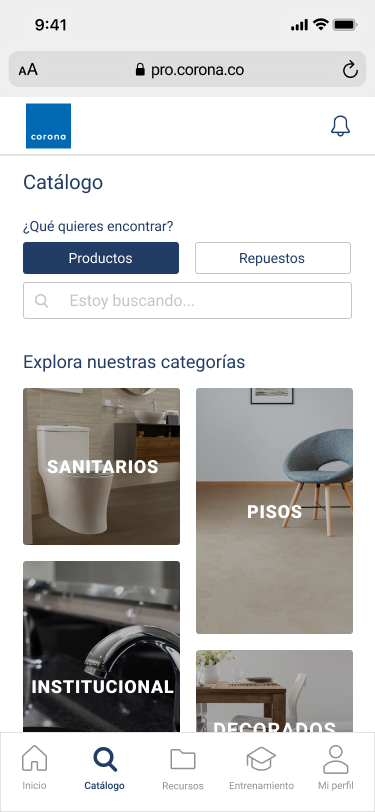 9:41
AA
pro.corona.co
corona
Catálogo
¿Qué quieres encontrar?
Productos
Repuestos
Estoy buscando...
Explora nuestras categorías
SANITARIOS
PISOS
INSTITUCIONAL
DECORADOS
Inicio
Catálogo
Recursos
Entrenamiento
Mi perfil